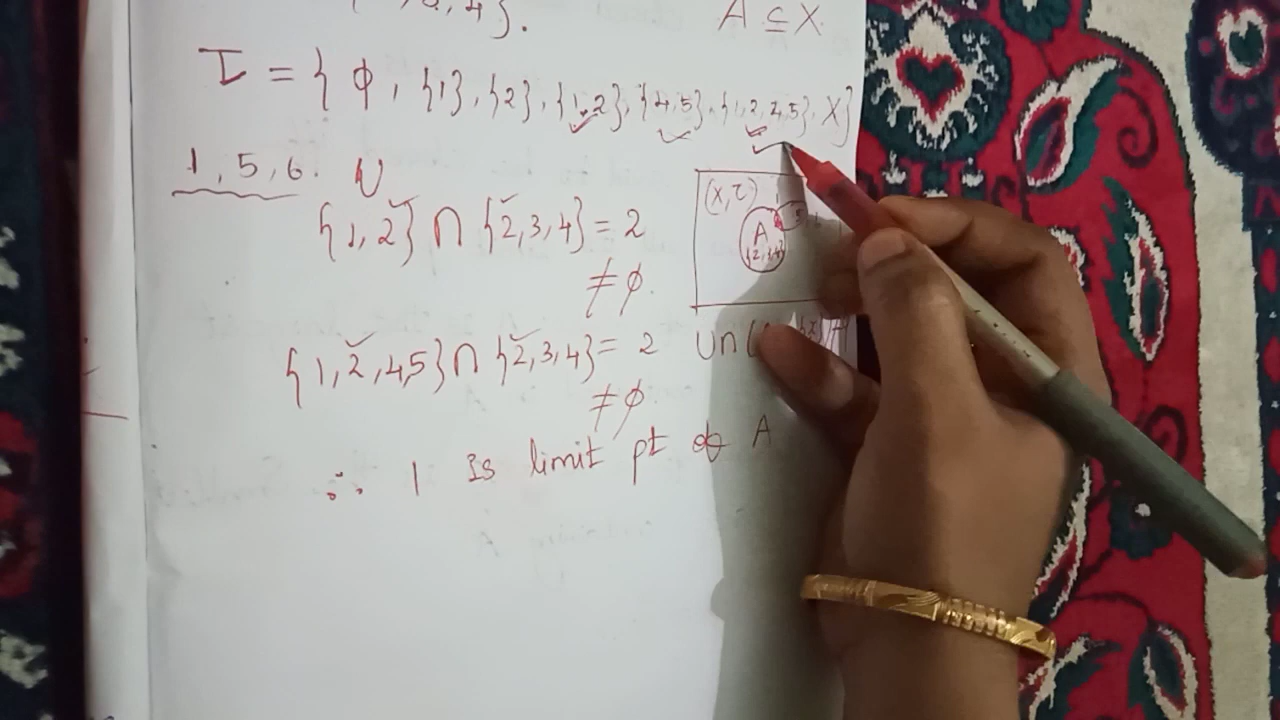 , 4}.
A ⊆ X.
τ = { φ, {1}, {2}, {1,2}, {4,5}, {1,2,4,5}, X}
1, 5, 6.
(X, τ)
A
{1,2} ∩ {2,3,4} = 2
≠ φ.
{1,2,4,5} ∩ {2,3,4} = 2
U∩(
≠ φ.
∴ 1 Is limit pt of A